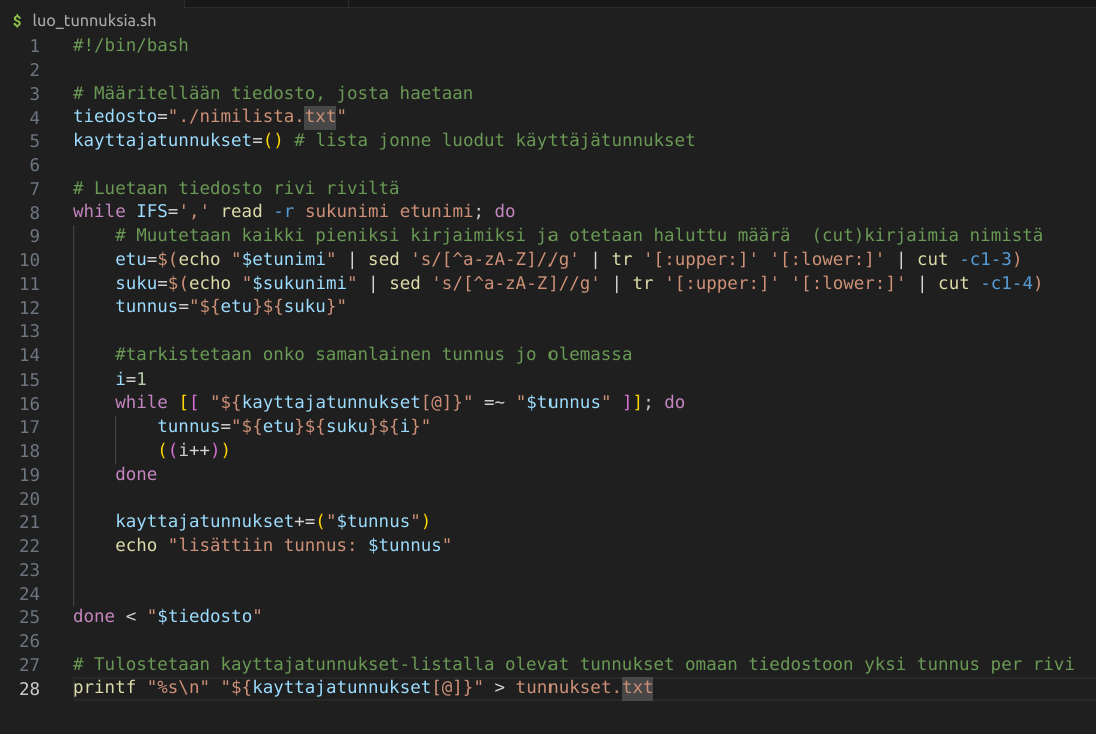 $ luo_tunnuksia.sh
1 #!/bin/bash
2
3 # Määritellään tiedosto, josta haetaan
4 tiedosto="./nimilista.txt"
5 kayttajatunnukset=() # lista jonne luodut käyttäjätunnukset
6
7 # Luetaan tiedosto rivi riviltä
8 while IFS=',' read -r sukunimi etunimi; do
9     # Muutetaan kaikki pieniksi kirjaimiksi ja otetaan haluttu määrä  (cut)kirjaimia nimistä
10     etu=$(echo "$etunimi" | sed 's/[^a-zA-Z]//g' | tr '[:upper:]' '[:lower:]' | cut -c1-3)
11     suku=$(echo "$sukunimi" | sed 's/[^a-zA-Z]//g' | tr '[:upper:]' '[:lower:]' | cut -c1-4)
12     tunnus="${etu}${suku}"
13
14     #tarkistetaan onko samanlainen tunnus jo olemassa
15     i=1
16     while [[ "${kayttajatunnukset[@]}" =~ "$tunnus" ]]; do
17         tunnus="${etu}${suku}${i}"
18         ((i++))
19     done
20
21     kayttajatunnukset+=("$tunnus")
22     echo "lisättiin tunnus: $tunnus"
23
24
25 done < "$tiedosto"
26
27 # Tulostetaan kayttajatunnukset-listalla olevat tunnukset omaan tiedostoon yksi tunnus per rivi
28 printf "%s\n" "${kayttajatunnukset[@]}" > tunnukset.txt